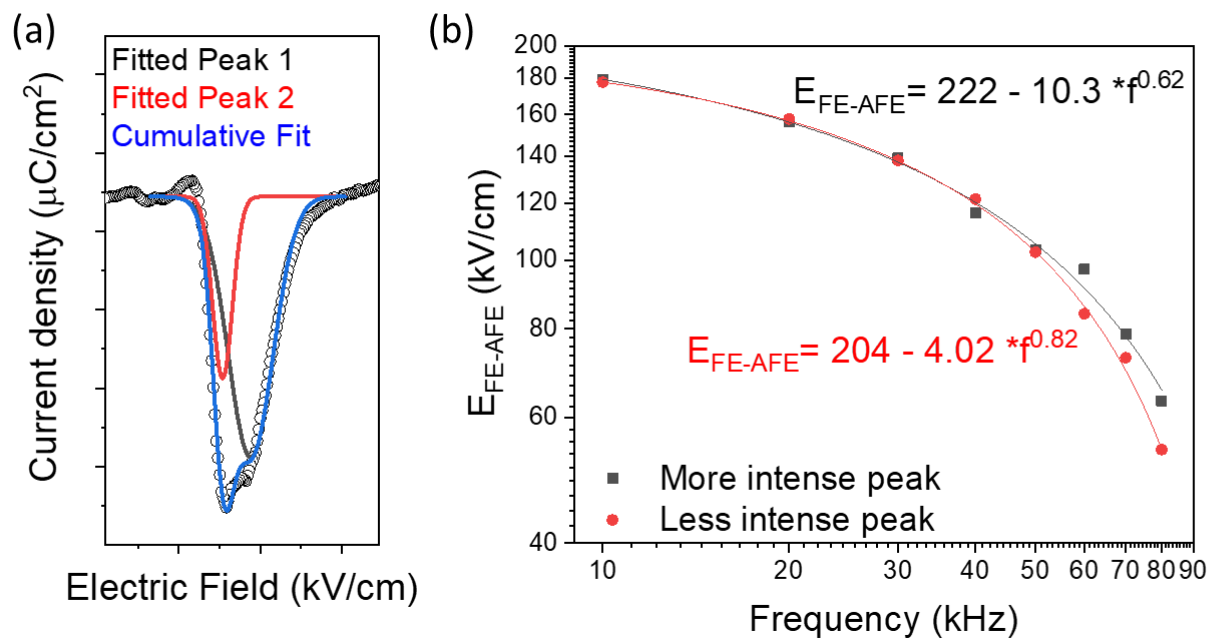 (a)
Fitted Peak 1
Fitted Peak 2
Cumulative Fit
Current density (μC/cm²)
Electric Field (kV/cm)
(b)
200
180
160
140
120
100
80
60
40
E_FE-AFE (kV/cm)
E_FE-AFE= 222 - 10.3 *f^0.62
E_FE-AFE= 204 - 4.02 *f^0.82
More intense peak
Less intense peak
10 20 30 40 50 60 70 80 90
Frequency (kHz)